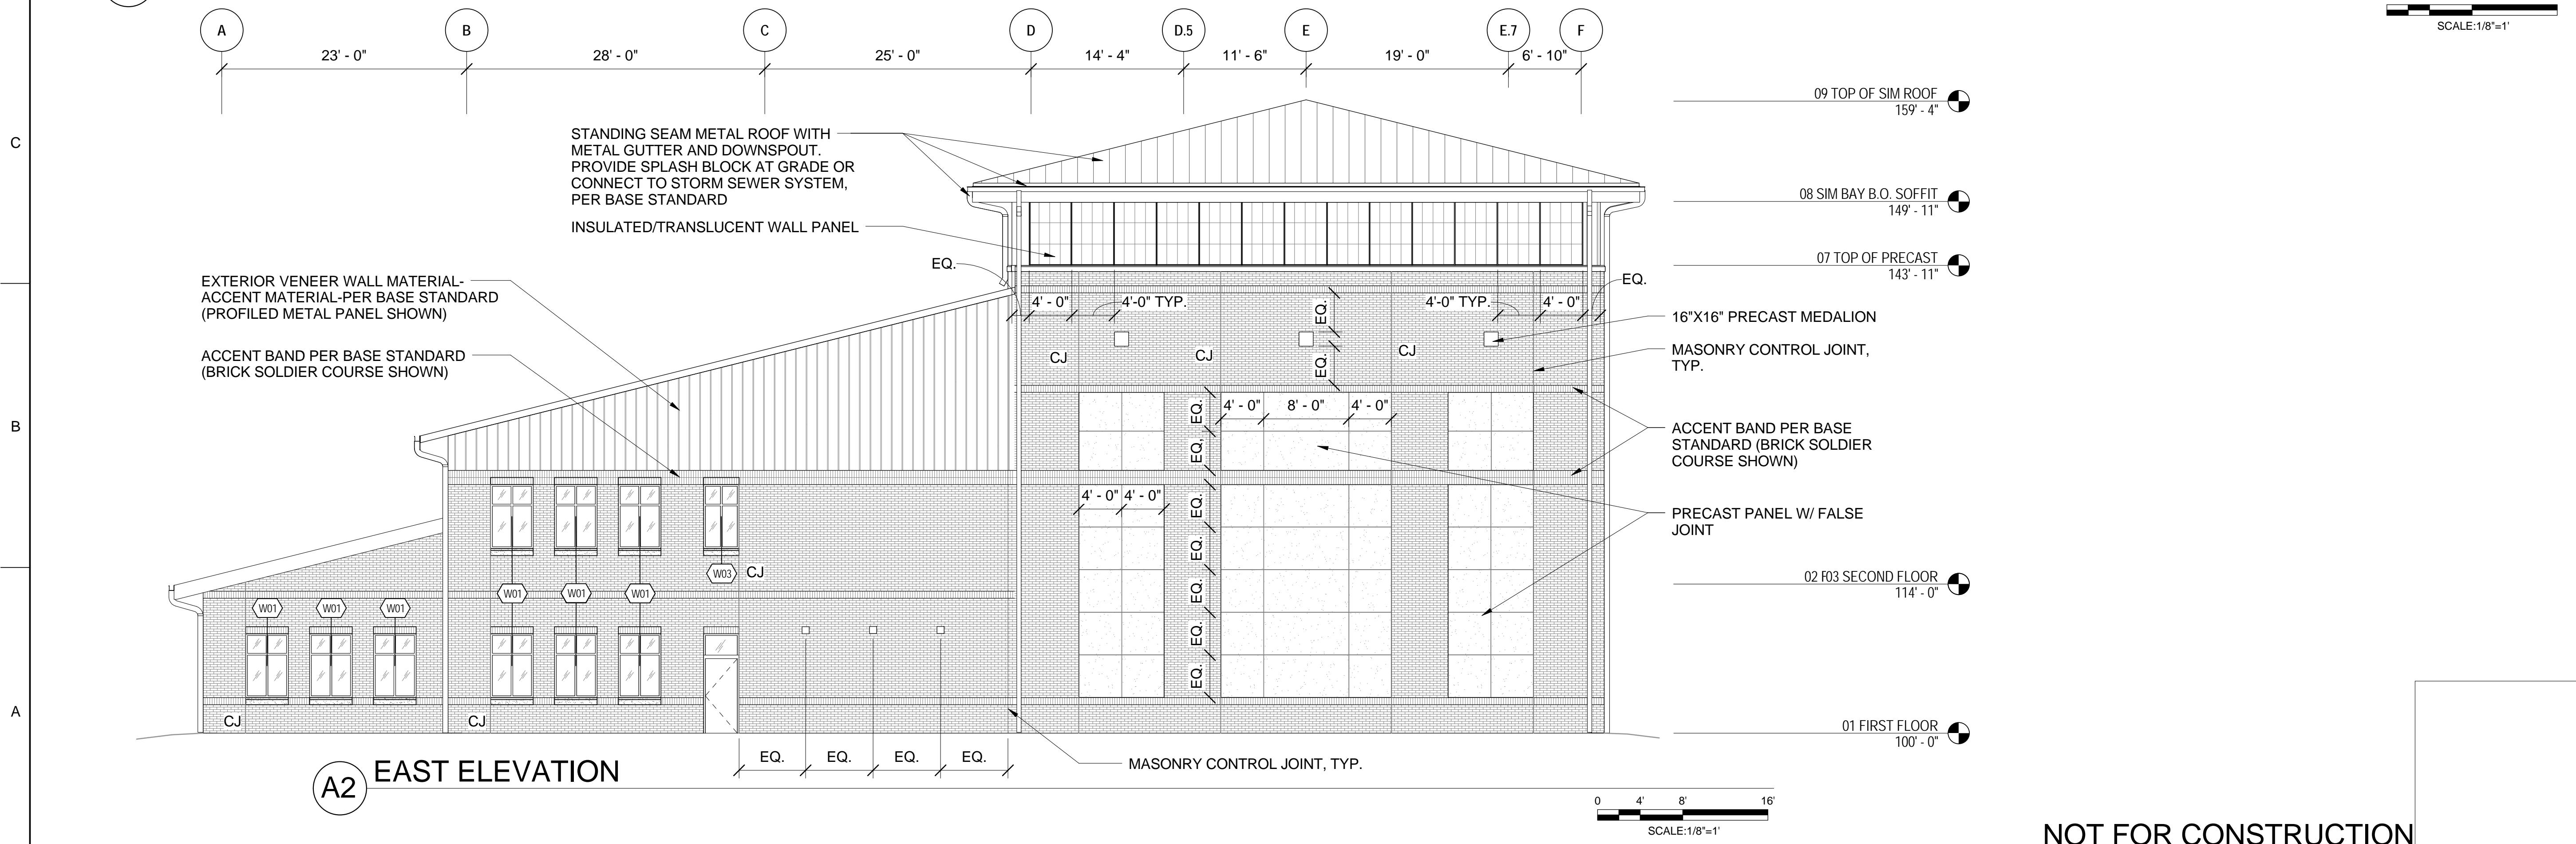 SCALE:1/8"=1'
A
B
C
D
D.5
E
E.7
F
23' - 0"
28' - 0"
25' - 0"
14' - 4"
11' - 6"
19' - 0"
6' - 10"
C
B
A
STANDING SEAM METAL ROOF WITH
METAL GUTTER AND DOWNSPOUT.
PROVIDE SPLASH BLOCK AT GRADE OR
CONNECT TO STORM SEWER SYSTEM,
PER BASE STANDARD
INSULATED/TRANSLUCENT WALL PANEL
EXTERIOR VENEER WALL MATERIAL-
ACCENT MATERIAL-PER BASE STANDARD
(PROFILED METAL PANEL SHOWN)
ACCENT BAND PER BASE STANDARD
(BRICK SOLDIER COURSE SHOWN)
09 TOP OF SIM ROOF
159' - 4"
08 SIM BAY B.O. SOFFIT
149' - 11"
07 TOP OF PRECAST
143' - 11"
02 F03 SECOND FLOOR
114' - 0"
01 FIRST FLOOR
100' - 0"
EQ.
EQ.
4' - 0"
4'-0" TYP.
EQ.
4'-0" TYP.
4' - 0"
CJ
CJ
EQ.
CJ
16"X16" PRECAST MEDALION
MASONRY CONTROL JOINT,
TYP.
EQ.
EQ,
4' - 0"
8' - 0"
4' - 0"
ACCENT BAND PER BASE
STANDARD (BRICK SOLDIER
COURSE SHOWN)
4' - 0"
4' - 0"
EQ.
EQ.
EQ.
EQ.
EQ.
PRECAST PANEL W/ FALSE
JOINT
W03
CJ
W01
W01
W01
W01
W01
W01
CJ
CJ
EQ.
EQ.
EQ.
EQ.
MASONRY CONTROL JOINT, TYP.
A2
EAST ELEVATION
0
4'
8'
16'
SCALE:1/8"=1'
NOT FOR CONSTRUCTION